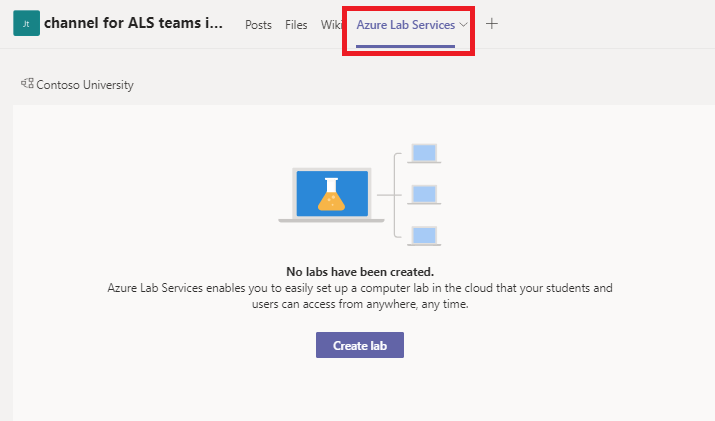 Jt channel for ALS teams i... Posts Files Wiki Azure Lab Services
Contoso University
No labs have been created.
Azure Lab Services enables you to easily set up a computer lab in the cloud that your students and
users can access from anywhere, any time.
Create lab